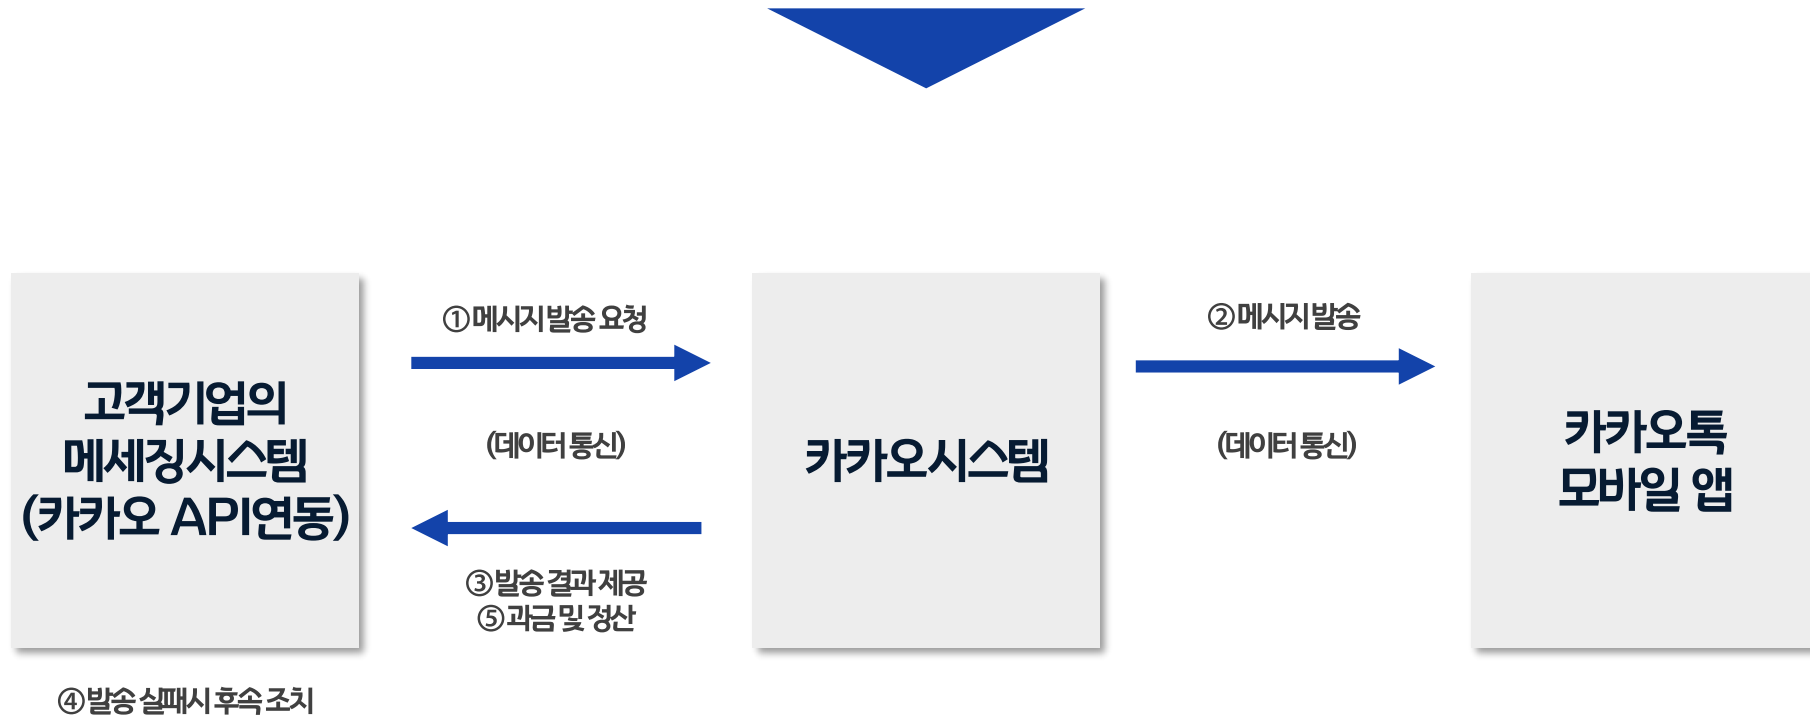 ① 메시지 발송 요청
② 메시지 발송
고객기업의
메세징시스템
(카카오 API연동)
(데이터 통신)
카카오시스템
(데이터 통신)
카카오톡
모바일 앱
③ 발송 결과 제공
⑤ 과금 및 정산
④ 발송 실패시 후속 조치